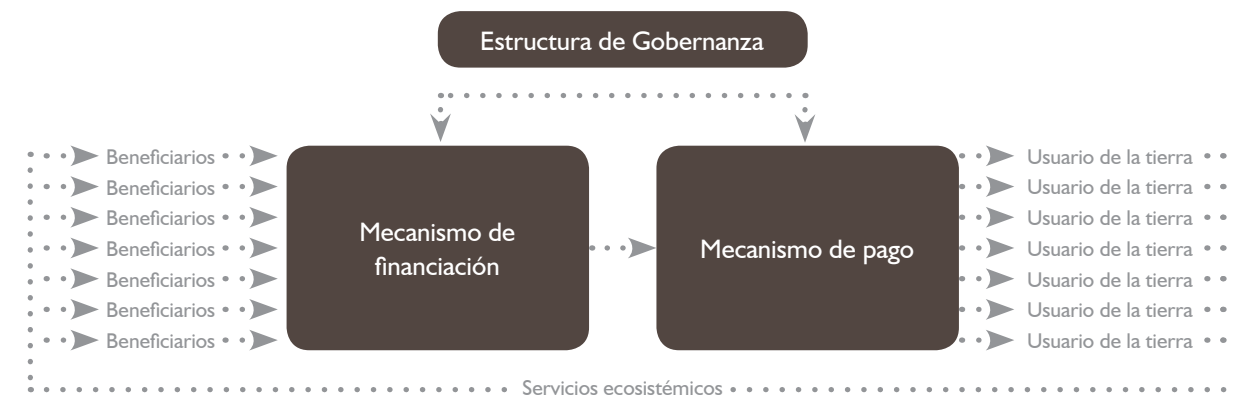 Estructura de Gobernanza
Beneficiarios
Beneficiarios
Beneficiarios
Beneficiarios
Beneficiarios
Beneficiarios
Beneficiarios
Mecanismo de
financiación
Mecanismo de pago
Usuario de la tierra
Usuario de la tierra
Usuario de la tierra
Usuario de la tierra
Usuario de la tierra
Usuario de la tierra
Usuario de la tierra
Servicios ecosistémicos